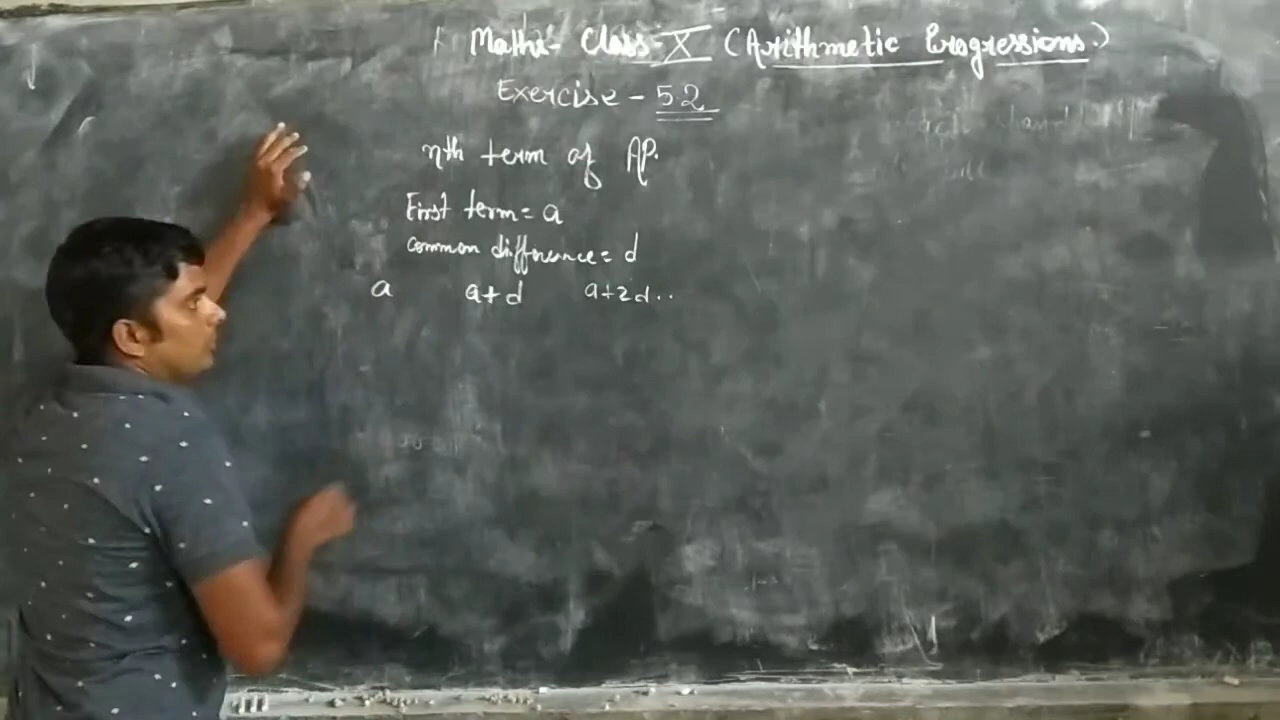 Maths- Class-X (Arithmetic Progressions.)
Exercise - 5.2
nth term of AP.
First term = a
Common difference = d
a a+d a+2d..